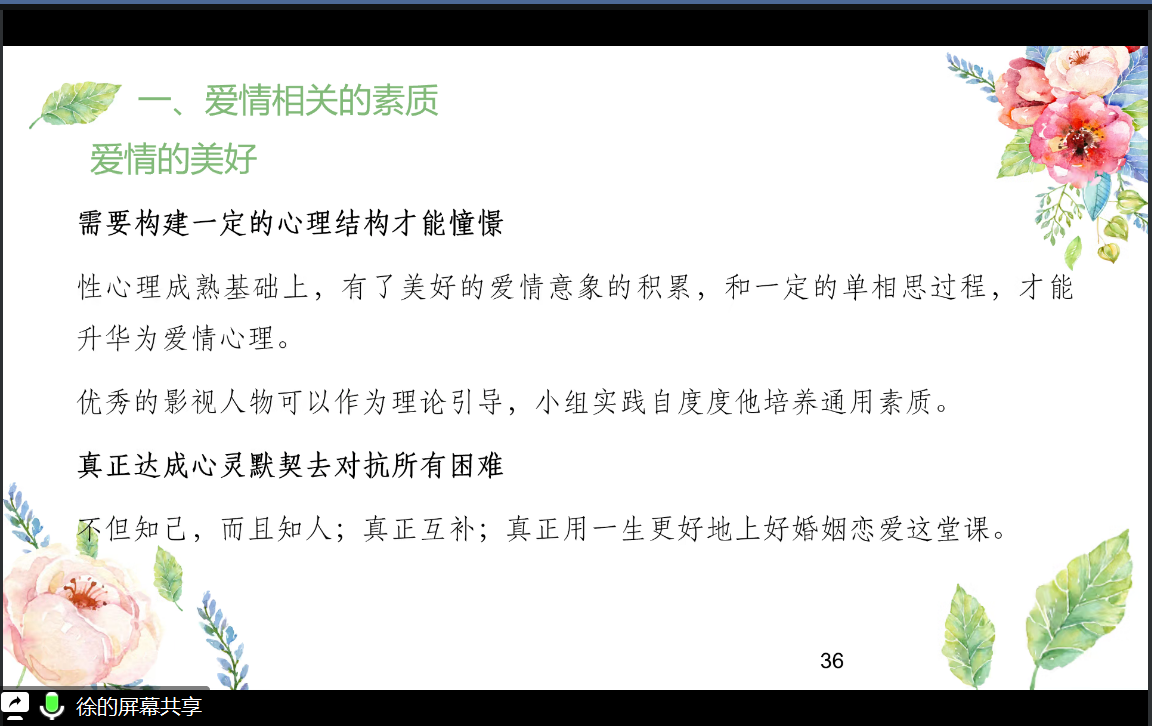 一、爱情相关的素质
爱情的美好
需要构建一定的心理结构才能憧憬
性心理成熟基础上，有了美好的爱情意象的积累，和一定的单相思过程，才能
升华为爱情心理。
优秀的影视人物可以作为理论引导，小组实践自度度他培养通用素质。
真正达成心灵默契去对抗所有困难
不但知己，而且知人；真正互补；真正用一生更好地上好婚姻恋爱这堂课。
36
徐的屏幕共享